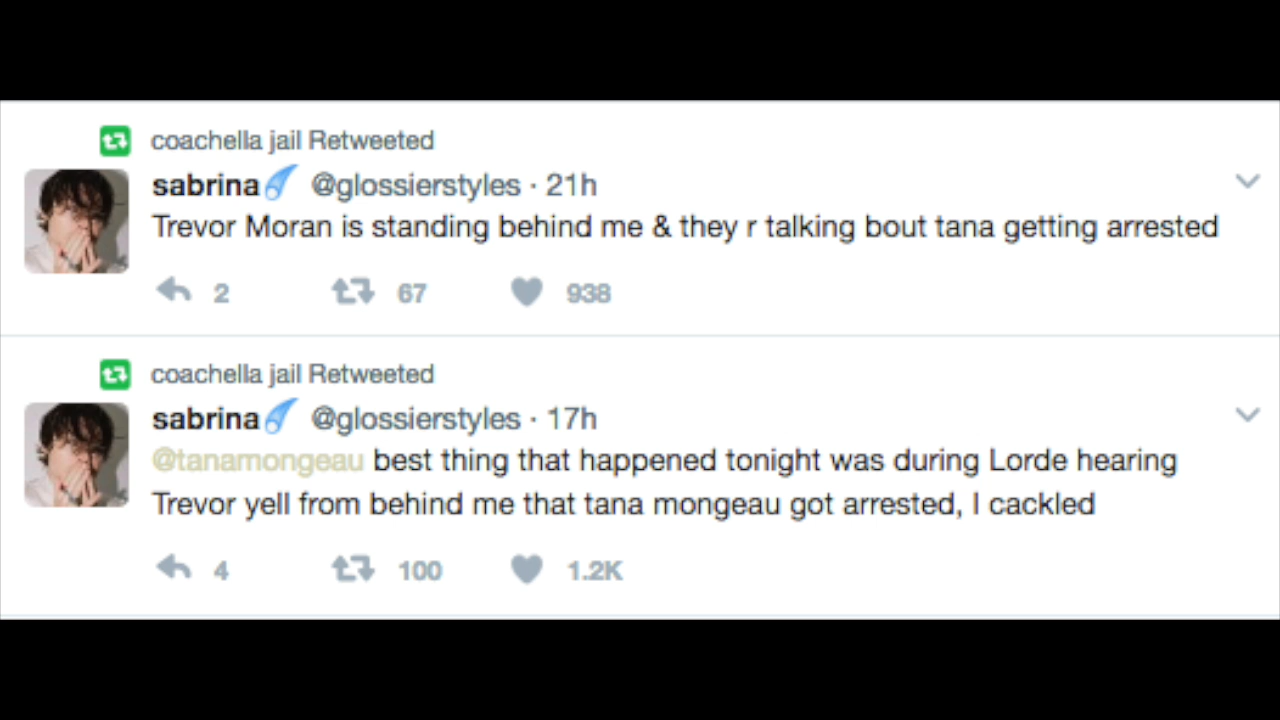 coachella jail Retweeted
sabrina @glossierstyles · 21h
Trevor Moran is standing behind me & they r talking bout tana getting arrested
2 67 938
coachella jail Retweeted
sabrina @glossierstyles · 17h
@tanamongeau best thing that happened tonight was during Lorde hearing
Trevor yell from behind me that tana mongeau got arrested, I cackled
4 100 1.2K